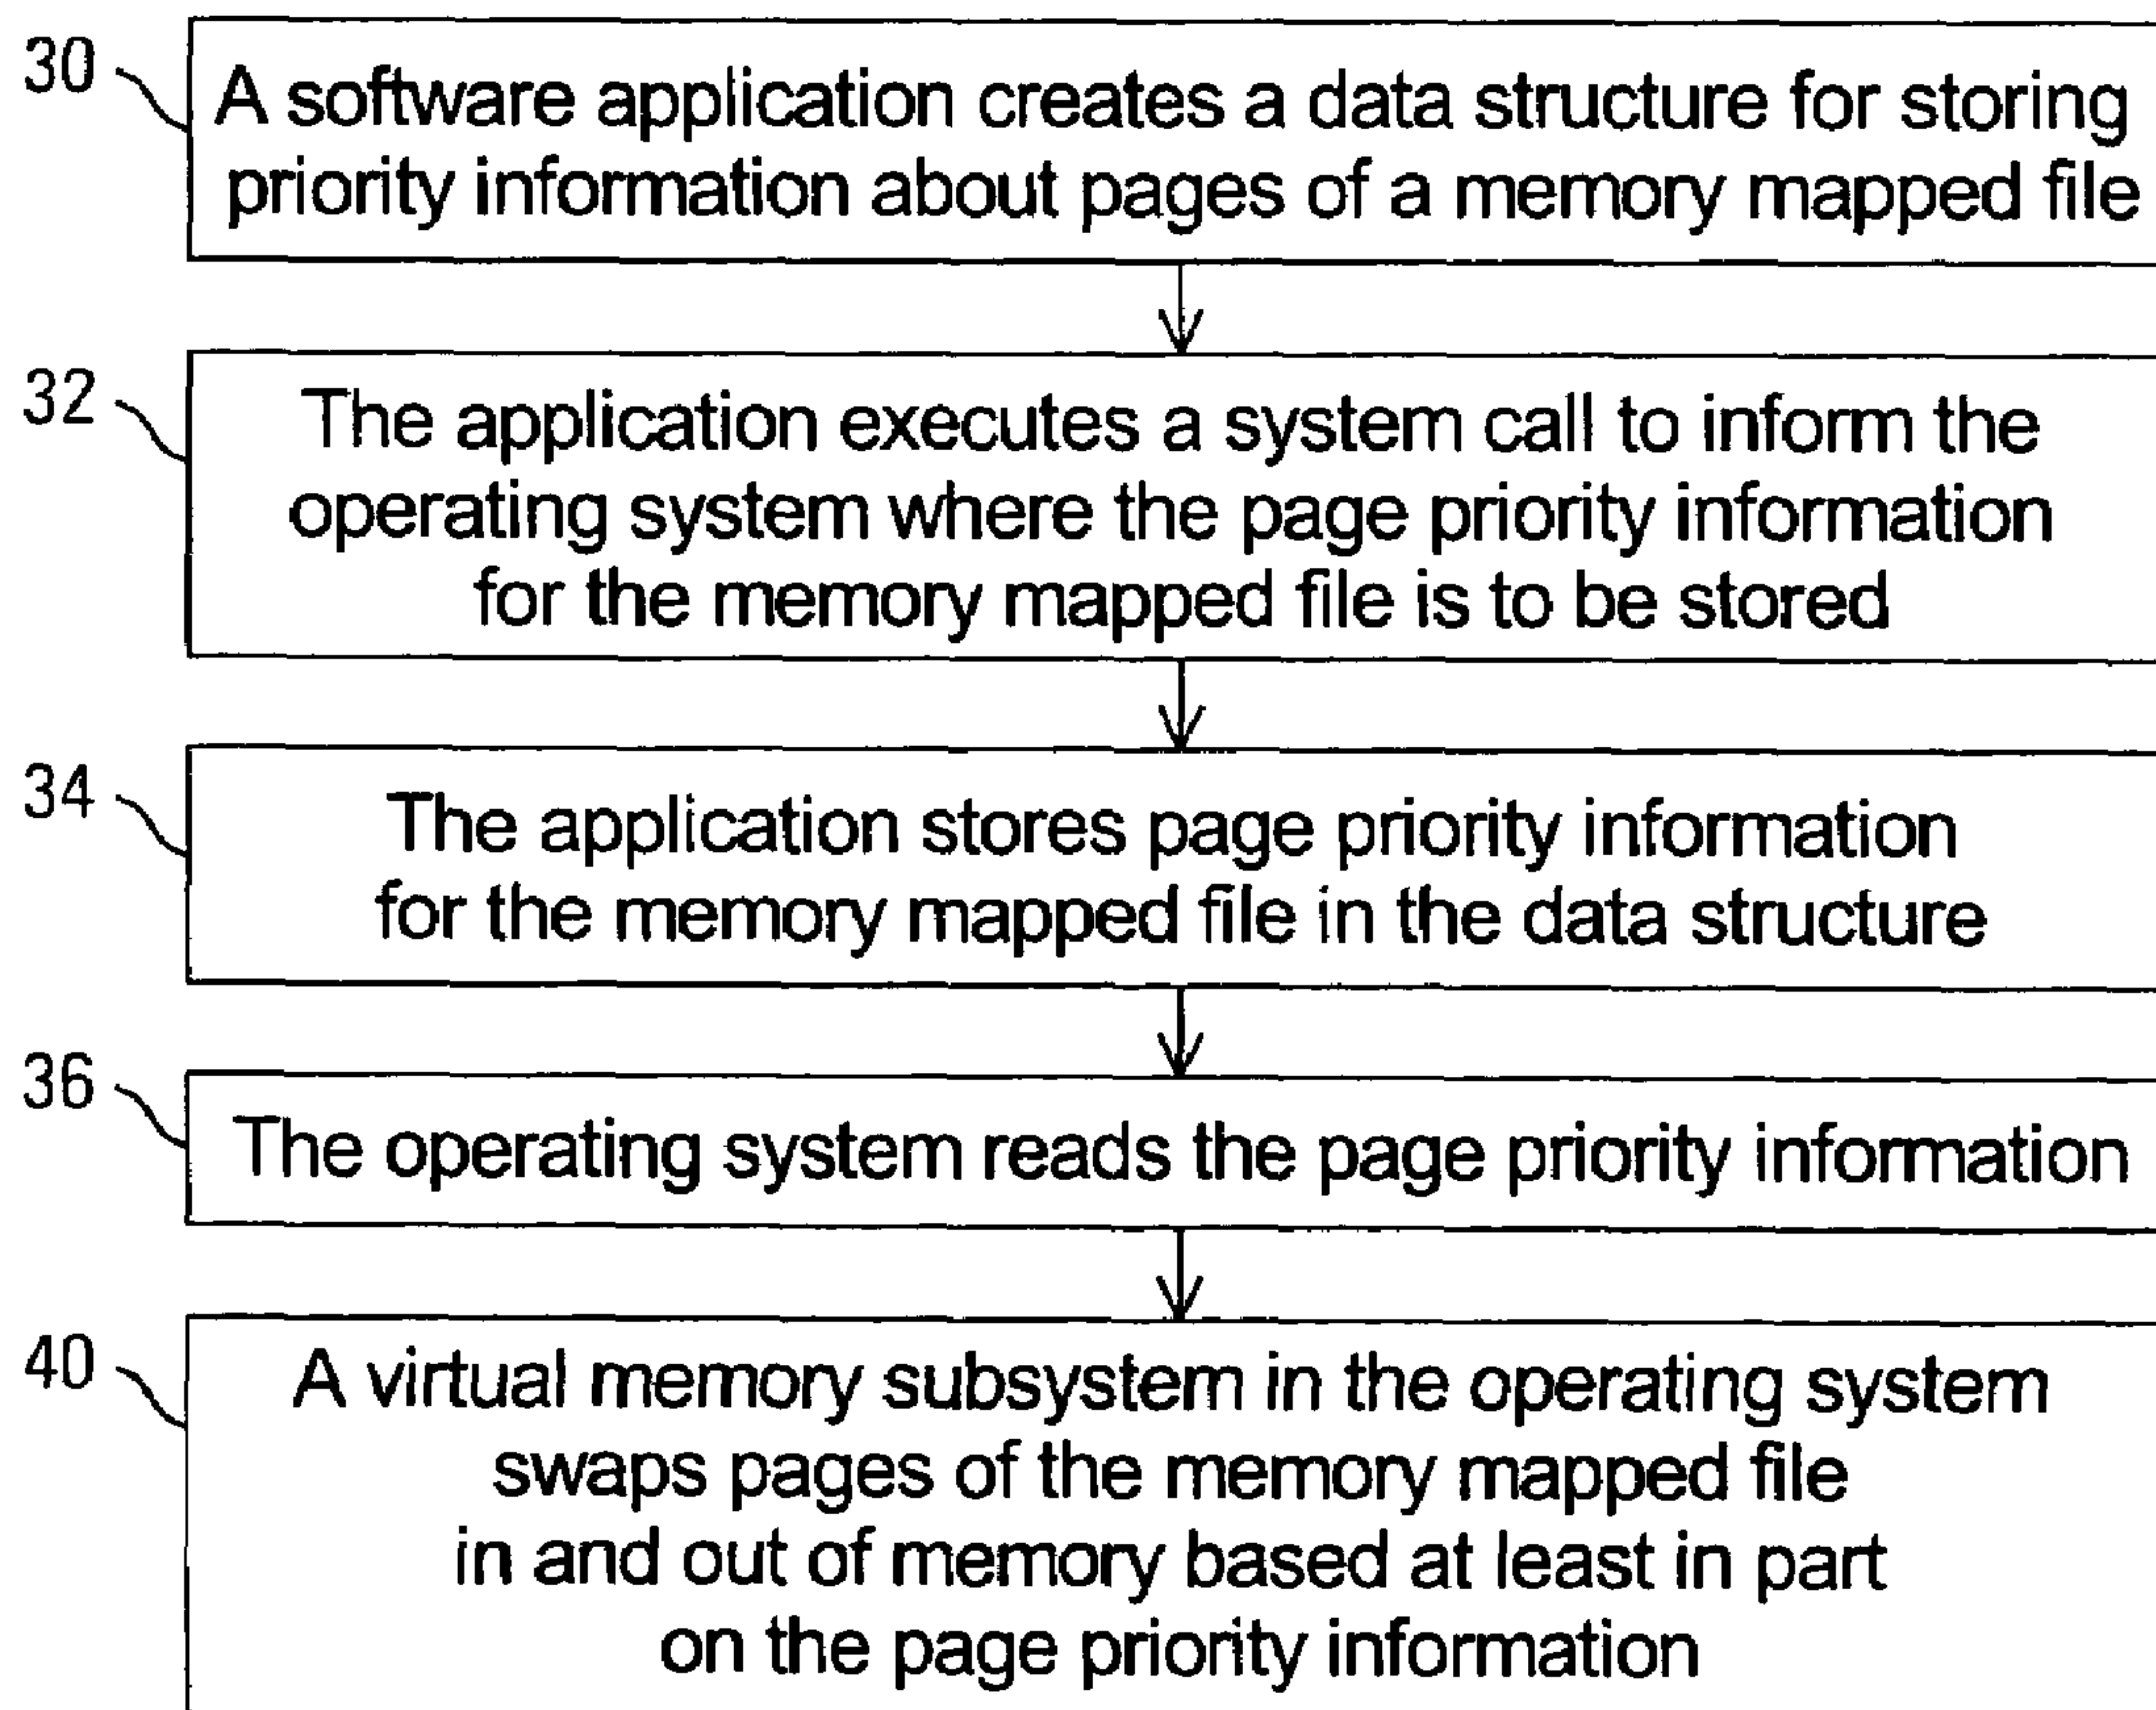 30
A software application creates a data structure for storing
priority information about pages of a memory mapped file
32
The application executes a system call to inform the
operating system where the page priority information
for the memory mapped file is to be stored
34
The application stores page priority information
for the memory mapped file in the data structure
36
The operating system reads the page priority information
40
A virtual memory subsystem in the operating system
swaps pages of the memory mapped file
in and out of memory based at least in part
on the page priority information